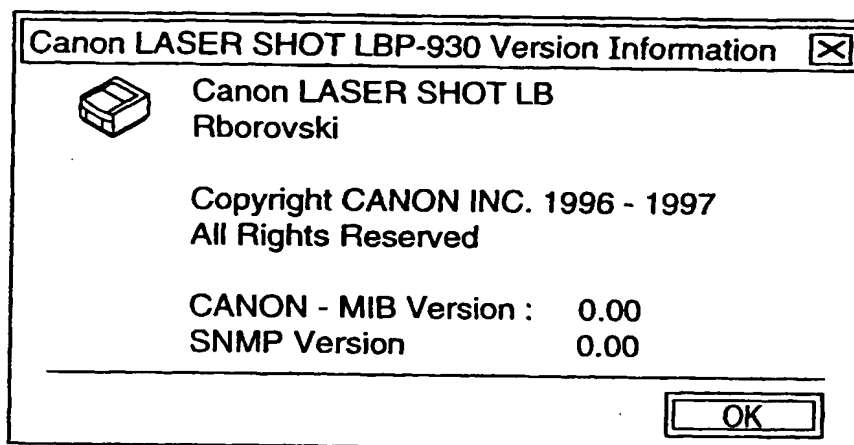 Canon LASER SHOT LBP-930 Version Information
Canon LASER SHOT LB
Rborovski
Copyright CANON INC. 1996 - 1997
All Rights Reserved
CANON - MIB Version : 0.00
SNMP Version 0.00
OK